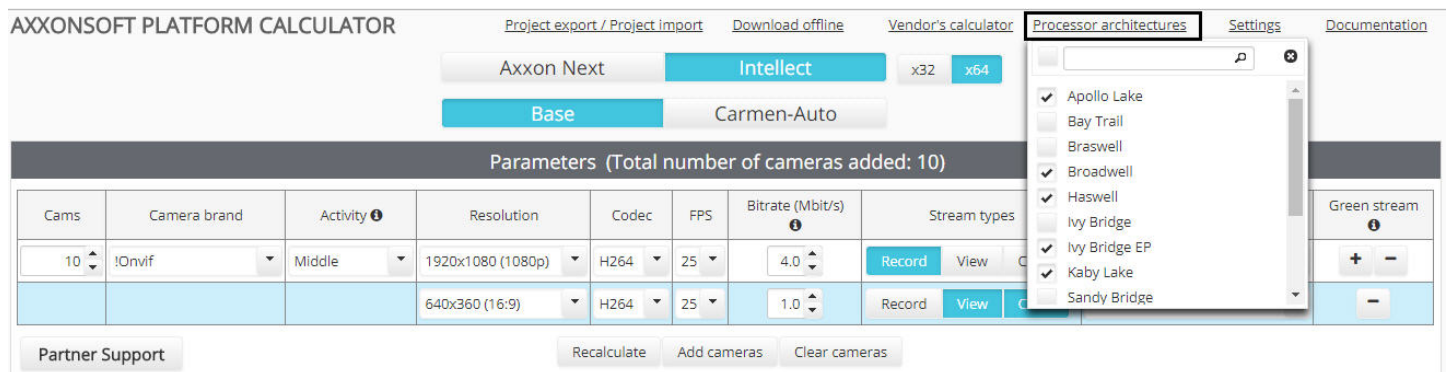 AXXONSOFT PLATFORM CALCULATOR
Project export / Project import
Download offline
Vendor's calculator
Processor architectures
Settings
Documentation
Axxon Next
Intellect
x32
x64
Base
Carmen-Auto
Apollo Lake
Bay Trail
Braswell
Broadwell
Haswell
Ivy Bridge
Ivy Bridge EP
Kaby Lake
Sandy Bridge
Parameters (Total number of cameras added: 10)
Cams
Camera brand
Activity
Resolution
Codec
FPS
Bitrate (Mbit/s)
Stream types
Green stream
10
!Onvif
Middle
1920x1080 (1080p)
H264
25
4.0
Record
View
+
−
640x360 (16:9)
H264
25
1.0
Record
View
−
Partner Support
Recalculate
Add cameras
Clear cameras